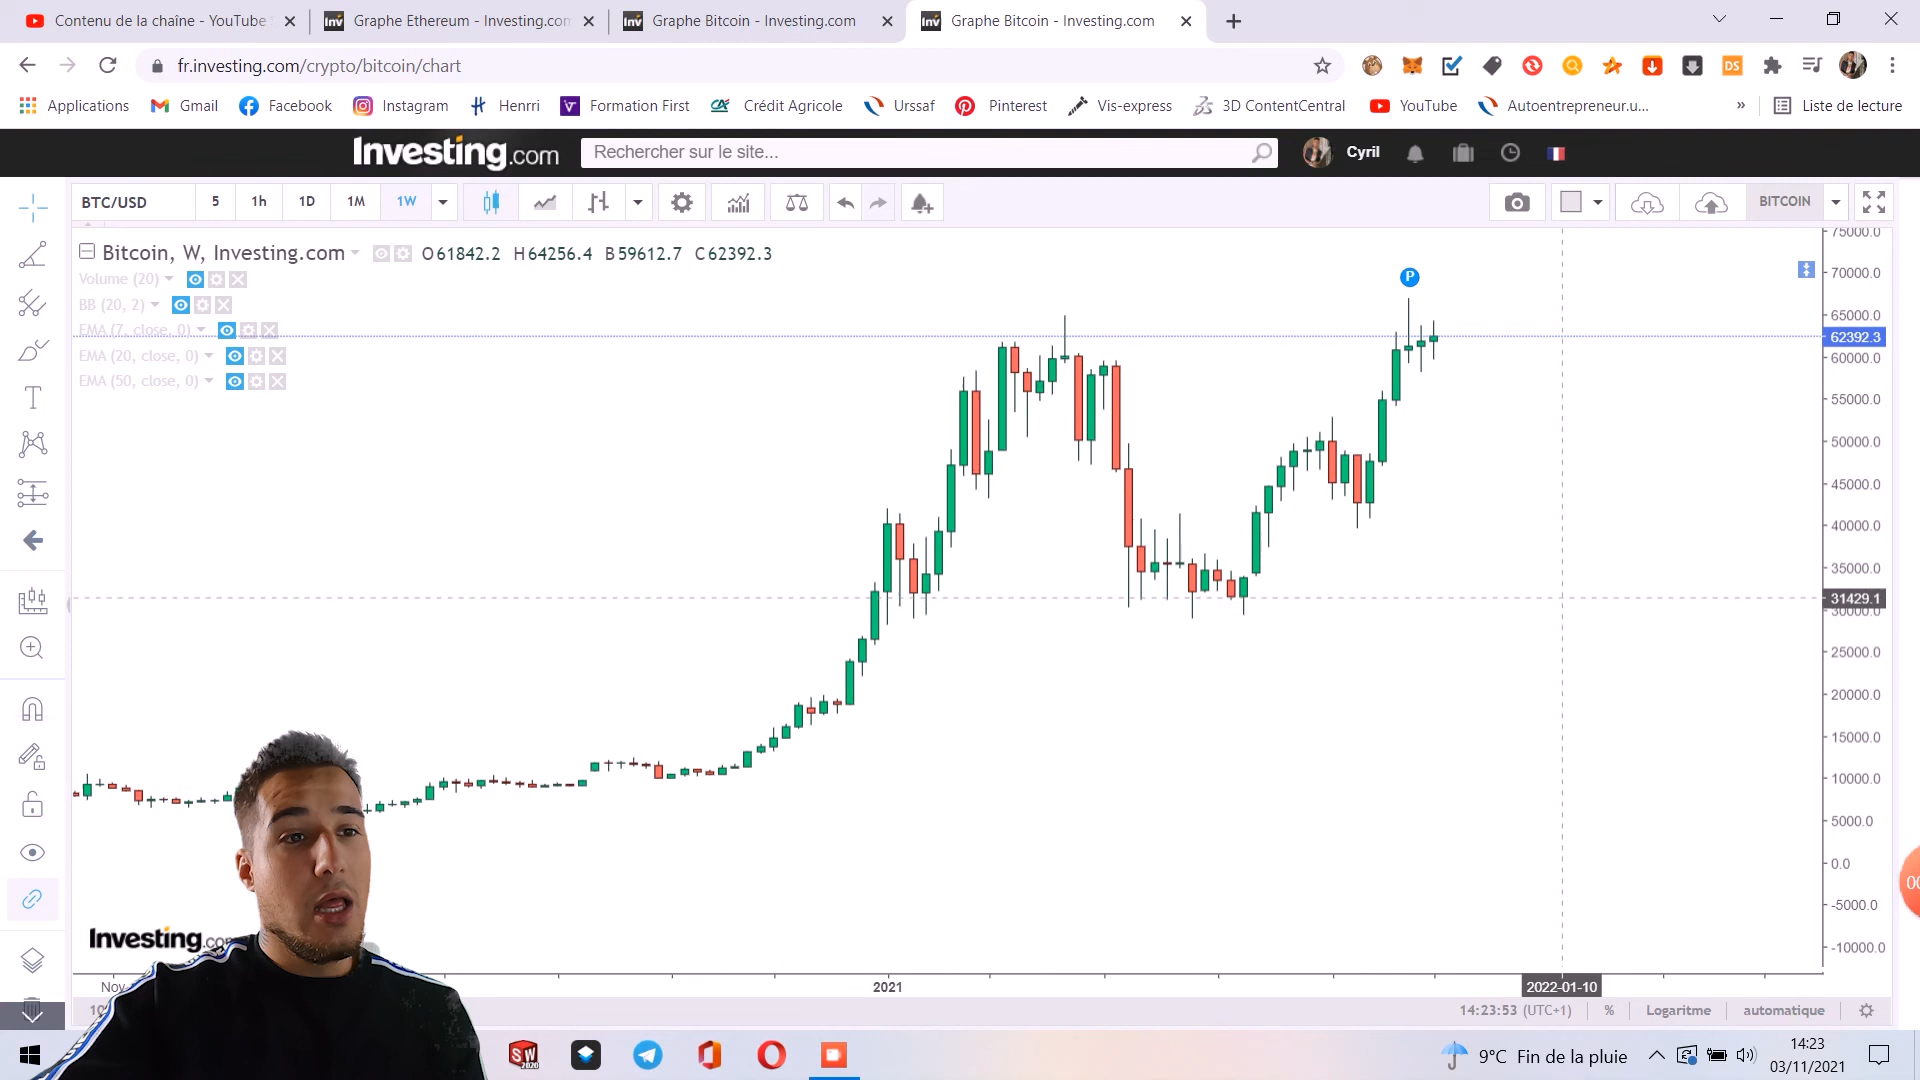 Contenu de la chaîne - YouTube
Graphe Ethereum - Investing.com
Graphe Bitcoin - Investing.com
Graphe Bitcoin - Investing.com
fr.investing.com/crypto/bitcoin/chart
DS
Applications
Gmail
Facebook
Instagram
Henrri
Formation First
Crédit Agricole
Urssaf
Pinterest
Vis-express
3D ContentCentral
YouTube
Autoentrepreneur.u...
»
Liste de lecture
Investing.com
Rechercher sur le site...
Cyril
BTC/USD
5
1h
1D
1M
1W
BITCOIN
Bitcoin, W, Investing.com
O61842.2 H64256.4 B59612.7 C62392.3
Volume (20)
BB (20, 2)
EMA (7, close, 0)
EMA (20, close, 0)
EMA (50, close, 0)
P
75000.0
70000.0
65000.0
62392.3
60000.0
55000.0
50000.0
45000.0
40000.0
35000.0
31429.1
30000.0
25000.0
20000.0
15000.0
10000.0
5000.0
0.0
-5000.0
-10000.0
Investing.co
Nov
2021
2022-01-10
14:23:53 (UTC+1)
%
Logaritme
automatique
SW
2020
9°C Fin de la pluie
14:23
03/11/2021